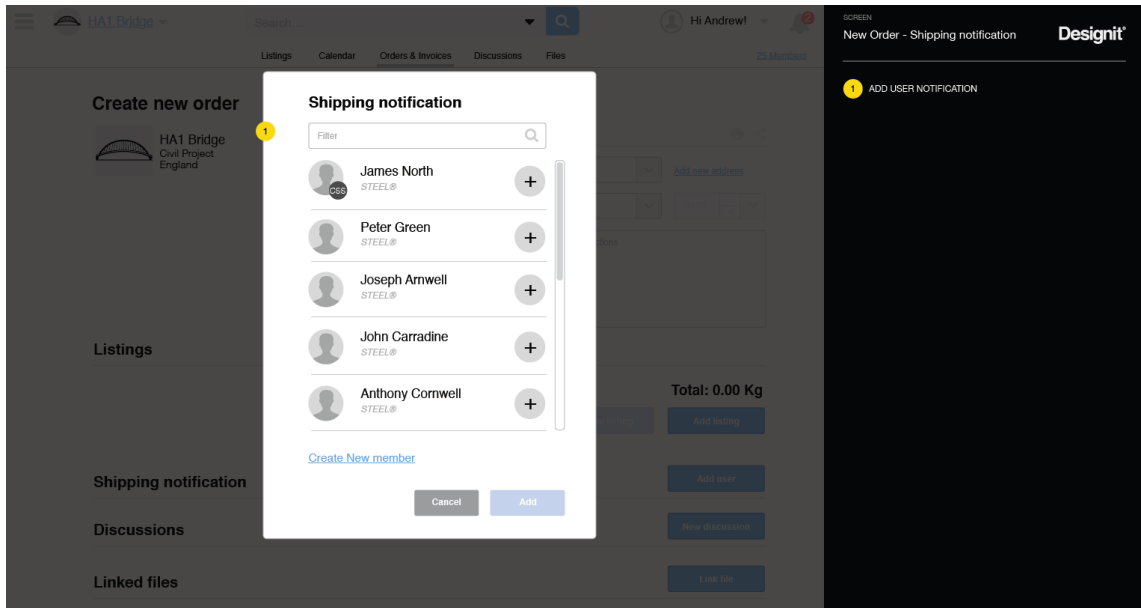 HA1 Bridge
Search ...
Hi Andrew!
Listings Calendar Orders & Invoices Discussions Files
25 Members
Create new order
HA1 Bridge
Civil Project
England
Add new address
Shipping notification
1
Filter
James North
STEEL®
CSS
Peter Green
STEEL®
Joseph Arnwell
STEEL®
John Carradine
STEEL®
Anthony Cornwell
STEEL®
Create New member
Cancel Add
Listings
Total: 0.00 Kg
Add listing
Shipping notification
Add user
Discussions
New discussion
Linked files
Link file
SCREEN
New Order - Shipping notification
Designit®
1 ADD USER NOTIFICATION